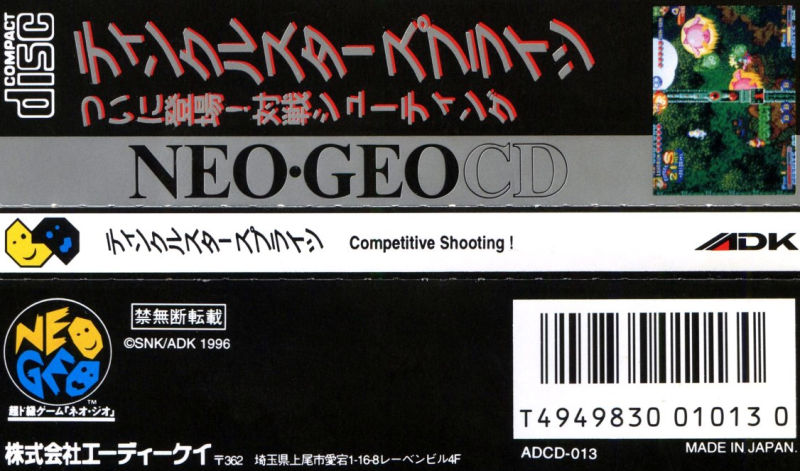 COMPACT
disc
ティンクルスタースプライツ
ついに登場!対戦シューティング
NEO・GEO CD
ティンクルスタースプライツ Competitive Shooting !
ADK
NEO
GEO
TM
超ド級ゲーム「ネオ・ジオ」
禁無断転載
©SNK/ADK 1996
T4949830 01013 0
ADCD-013
MADE IN JAPAN.
株式会社エーディーケイ 〒362 埼玉県上尾市愛宕1-16-8レーベンビル4F